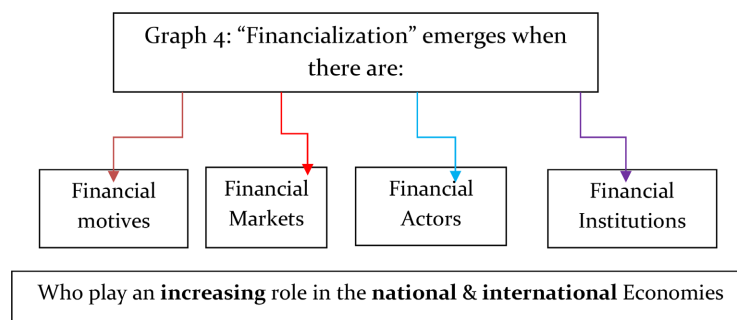 Graph 4: “Financialization” emerges when
there are:
Financial
motives
Financial
Markets
Financial
Actors
Financial
Institutions
Who play an increasing role in the national & international Economies